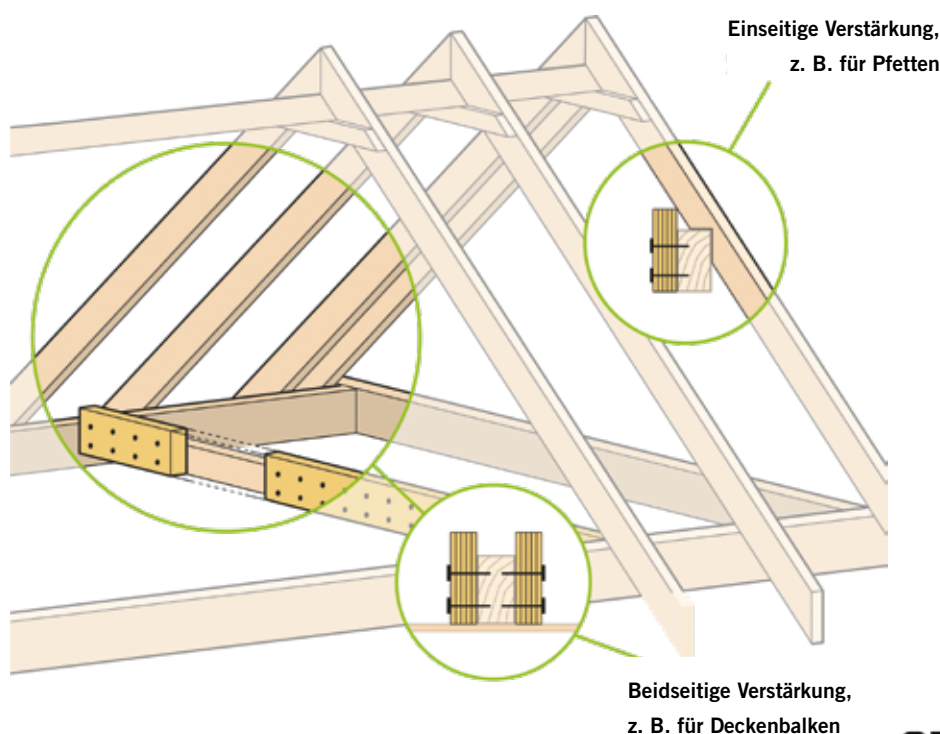 Einseitige Verstärkung,
z. B. für Pfetten
Beidseitige Verstärkung,
z. B. für Deckenbalken